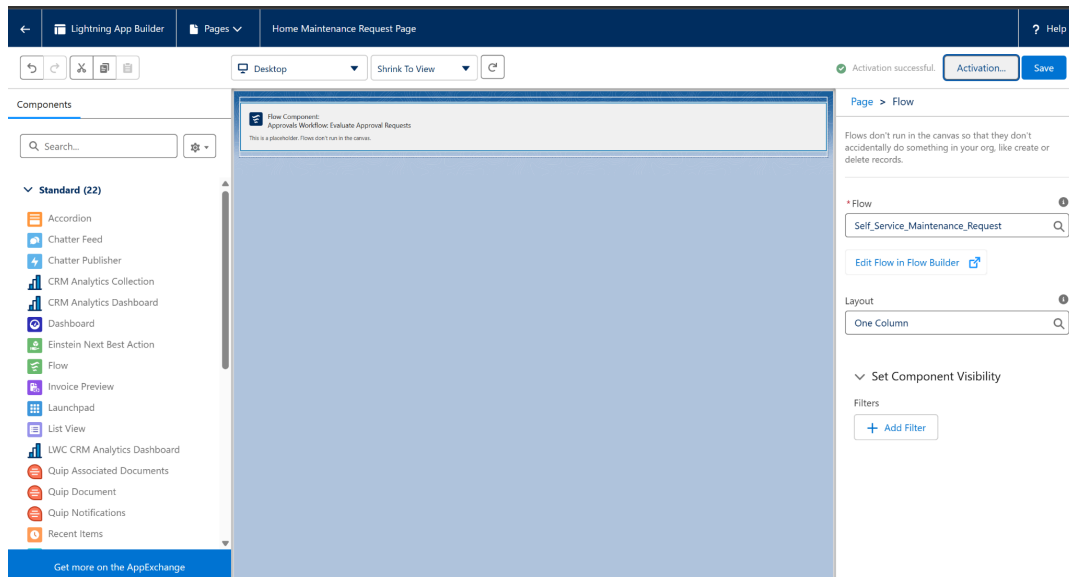 Lightning App Builder
Pages
Home Maintenance Request Page
? Help
Desktop
Shrink To View
Activation successful.
Activation...
Save
Components
Search...
Standard (22)
Accordion
Chatter Feed
Chatter Publisher
CRM Analytics Collection
CRM Analytics Dashboard
Dashboard
Einstein Next Best Action
Flow
Invoice Preview
Launchpad
List View
LWC CRM Analytics Dashboard
Quip Associated Documents
Quip Document
Quip Notifications
Recent Items
Get more on the AppExchange
Flow Component:
Approvals Workflow: Evaluate Approval Requests
This is a placeholder. Flows don't run in the canvas.
Page > Flow
Flows don't run in the canvas so that they don't
accidentally do something in your org, like create or
delete records.
*Flow
Self_Service_Maintenance_Request
Edit Flow in Flow Builder
Layout
One Column
Set Component Visibility
Filters
+ Add Filter